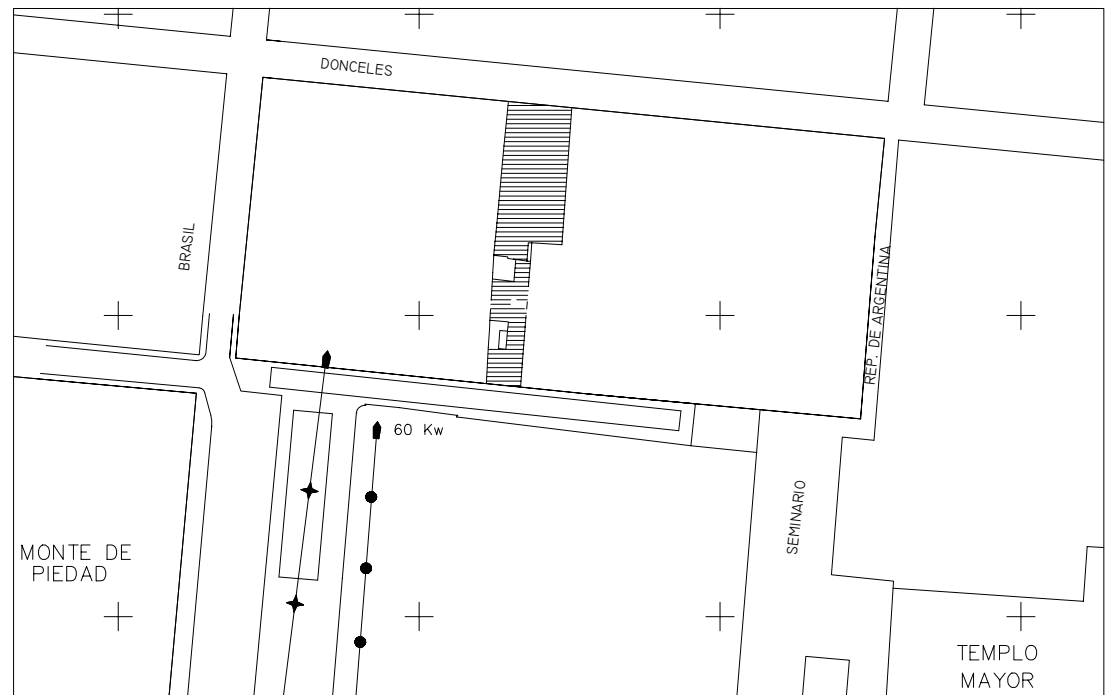 DONCELES
BRASIL
REP. DE ARGENTINA
60 Kw
SEMINARIO
MONTE DE
PIEDAD
TEMPLO
MAYOR